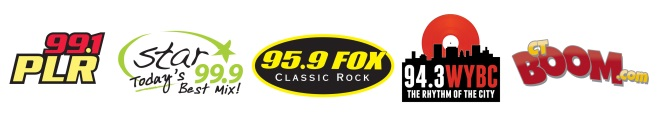 99.1
PLR
star
Today's 99.9
Best Mix!
95.9 FOX
CLASSIC ROCK
94.3 WYBC
THE RHYTHM OF THE CITY
CT
BOOM.com